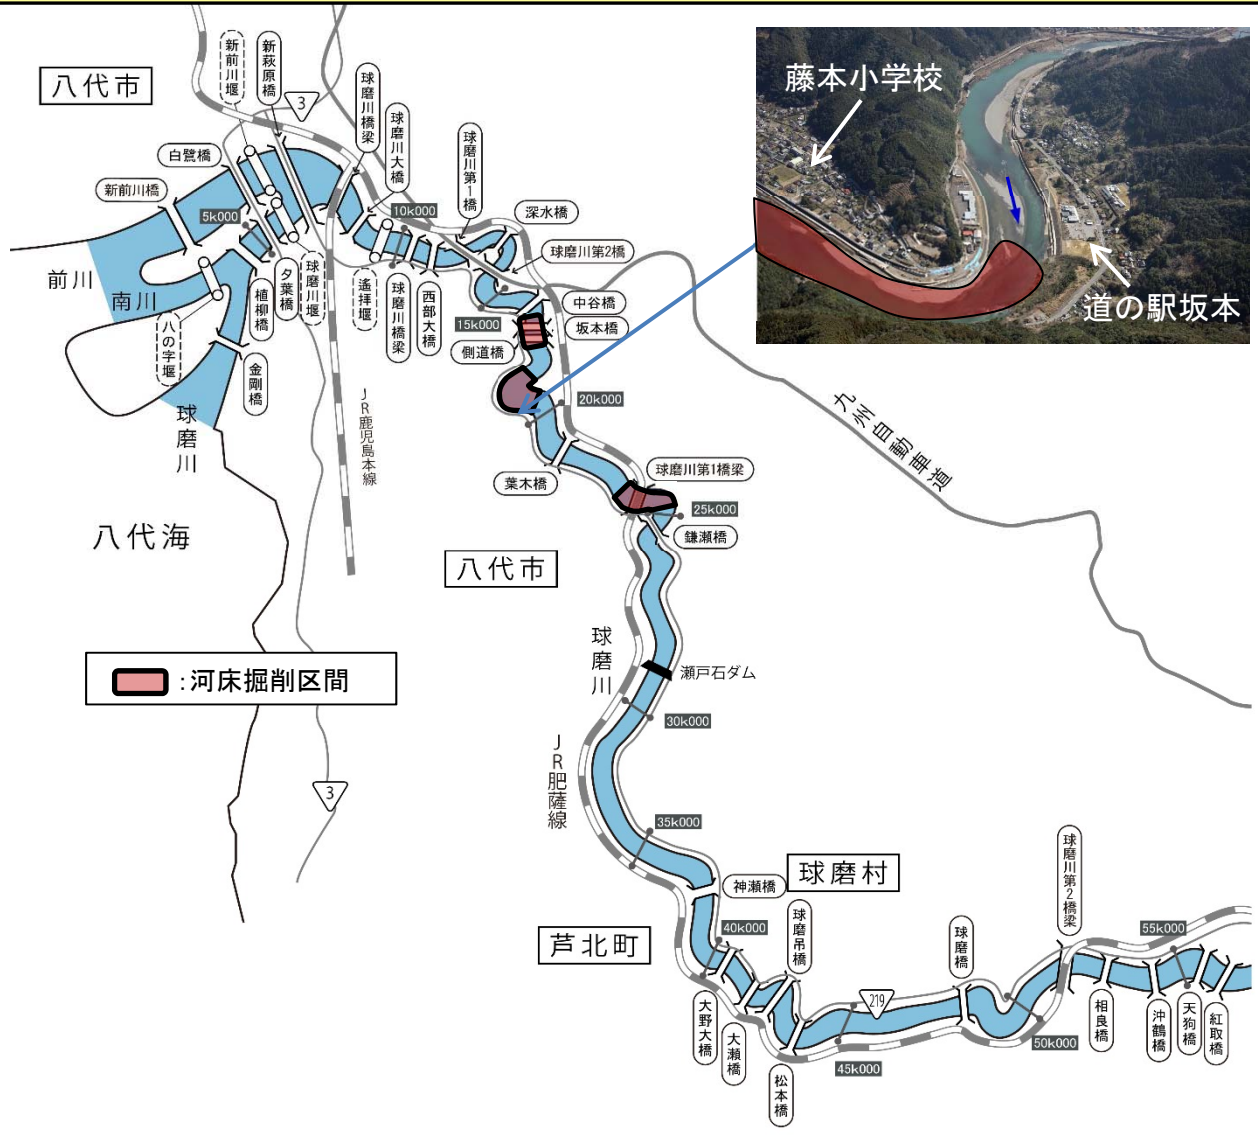 八代市
新前川堰
新萩原橋
3
球磨川橋梁
球磨川大橋
球磨川第1橋
白鷺橋
新前川橋
5k000
10k000
深水橋
球磨川第2橋
前川
南川
八の字堰
植柳橋
夕葉橋
球磨川堰
遙拝堰
球磨川橋梁
西部大橋
15k000
中谷橋
坂本橋
側道橋
金剛橋
球磨川
JR鹿児島本線
20k000
葉木橋
球磨川第1橋梁
25k000
鎌瀬橋
九州自動車道
藤本小学校
道の駅坂本
八代海
八代市
:河床掘削区間
球磨川
瀬戸石ダム
30k000
JR肥薩線
3
35k000
神瀬橋
球磨村
芦北町
40k000
球磨吊橋
大野大橋
大瀬橋
松本橋
219
45k000
球磨橋
球磨川第2橋梁
50k000
55k000
相良橋
沖鶴橋
天狗橋
紅取橋